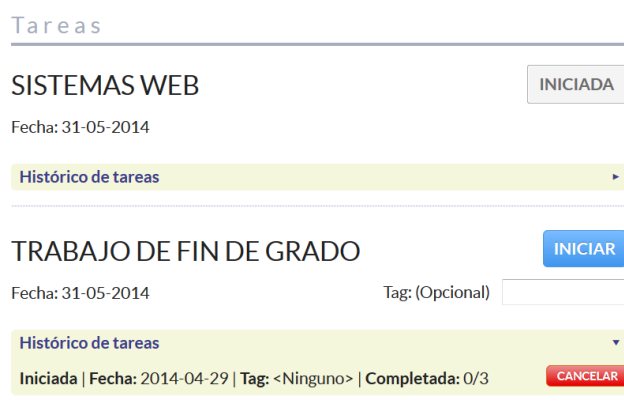 Tareas
SISTEMAS WEB
INICIADA
Fecha: 31-05-2014
Histórico de tareas
TRABAJO DE FIN DE GRADO
INICIAR
Fecha: 31-05-2014 Tag: (Opcional)
Histórico de tareas
Iniciada | Fecha: 2014-04-29 | Tag: <Ninguno> | Completada: 0/3 CANCELAR